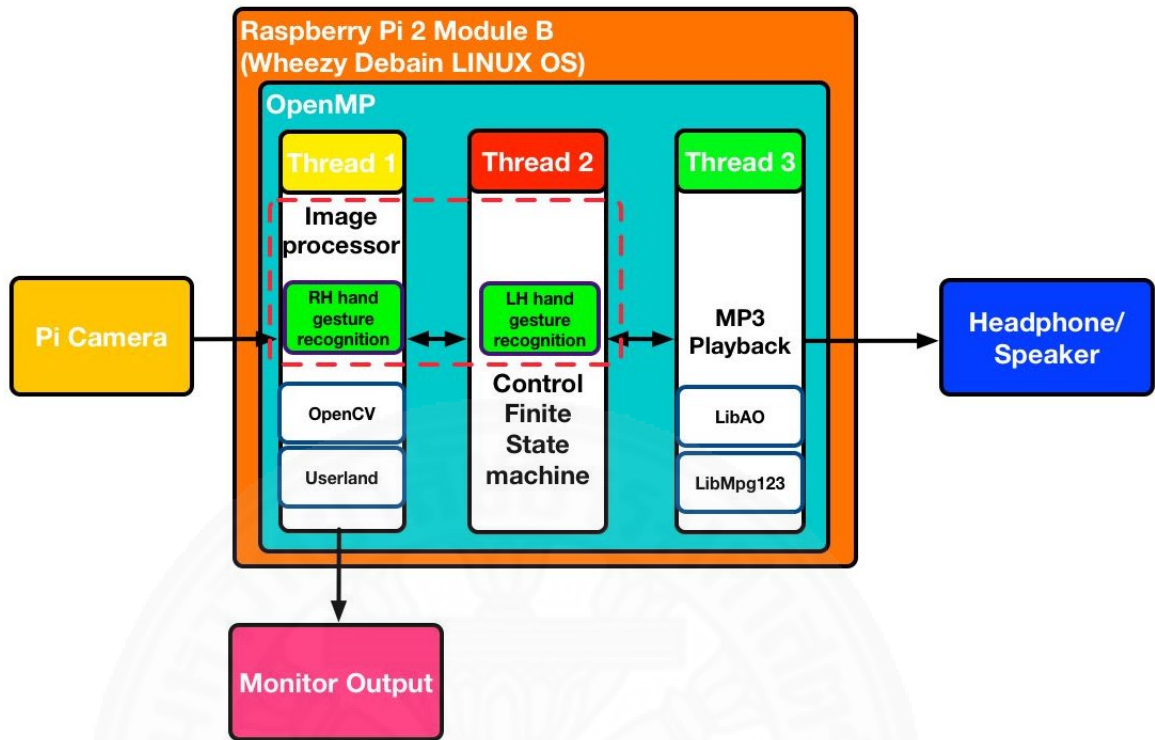 Raspberry Pi 2 Module B
(Wheezy Debain LINUX OS)
OpenMP
Thread 1
Thread 2
Thread 3
Image
processor
RH hand
gesture
recognition
LH hand
gesture
recognition
MP3
Playback
Pi Camera
Headphone/
Speaker
OpenCV
Userland
Control
Finite
State
machine
LibAO
LibMpg123
Monitor Output